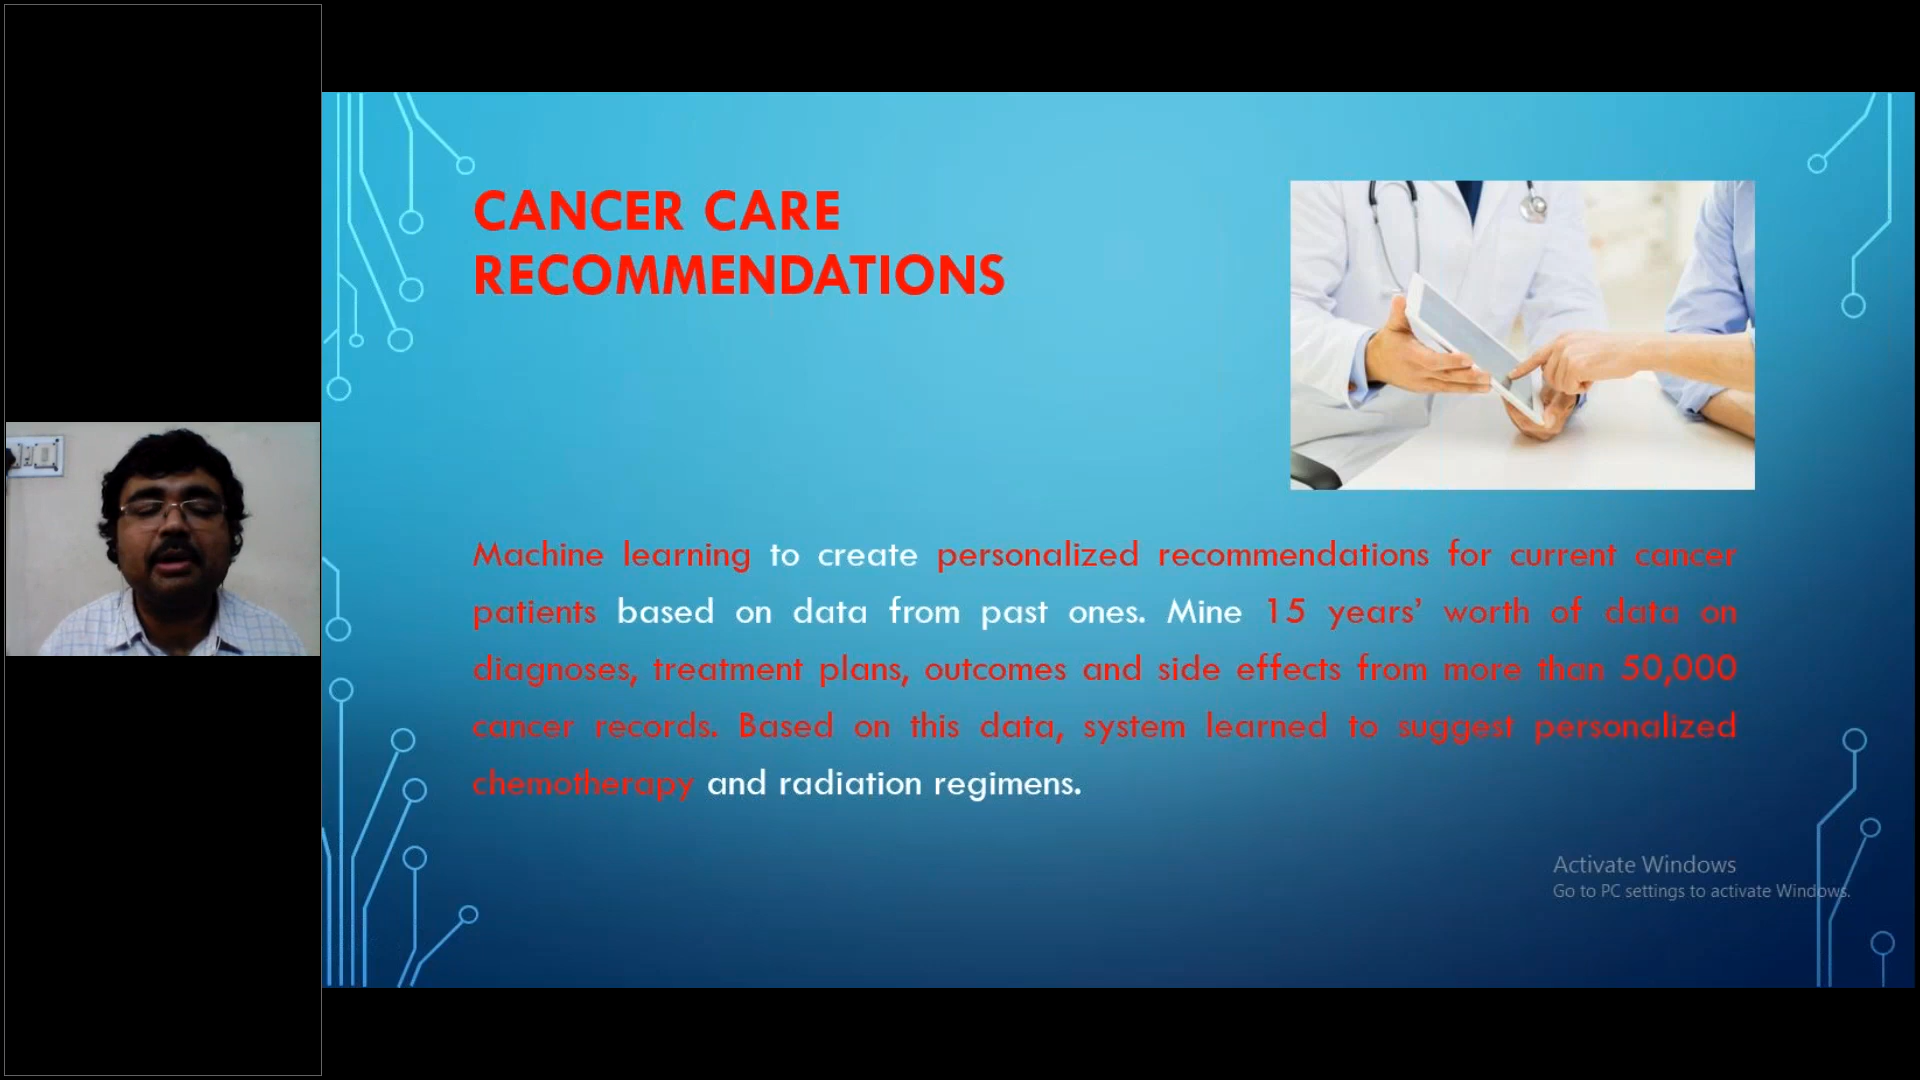 CANCER CARE
RECOMMENDATIONS
Machine learning to create personalized recommendations for current cancer
patients based on data from past ones. Mine 15 years’ worth of data on
diagnoses, treatment plans, outcomes and side effects from more than 50,000
cancer records. Based on this data, system learned to suggest personalized
chemotherapy and radiation regimens.
Activate Windows
Go to PC settings to activate Windows.